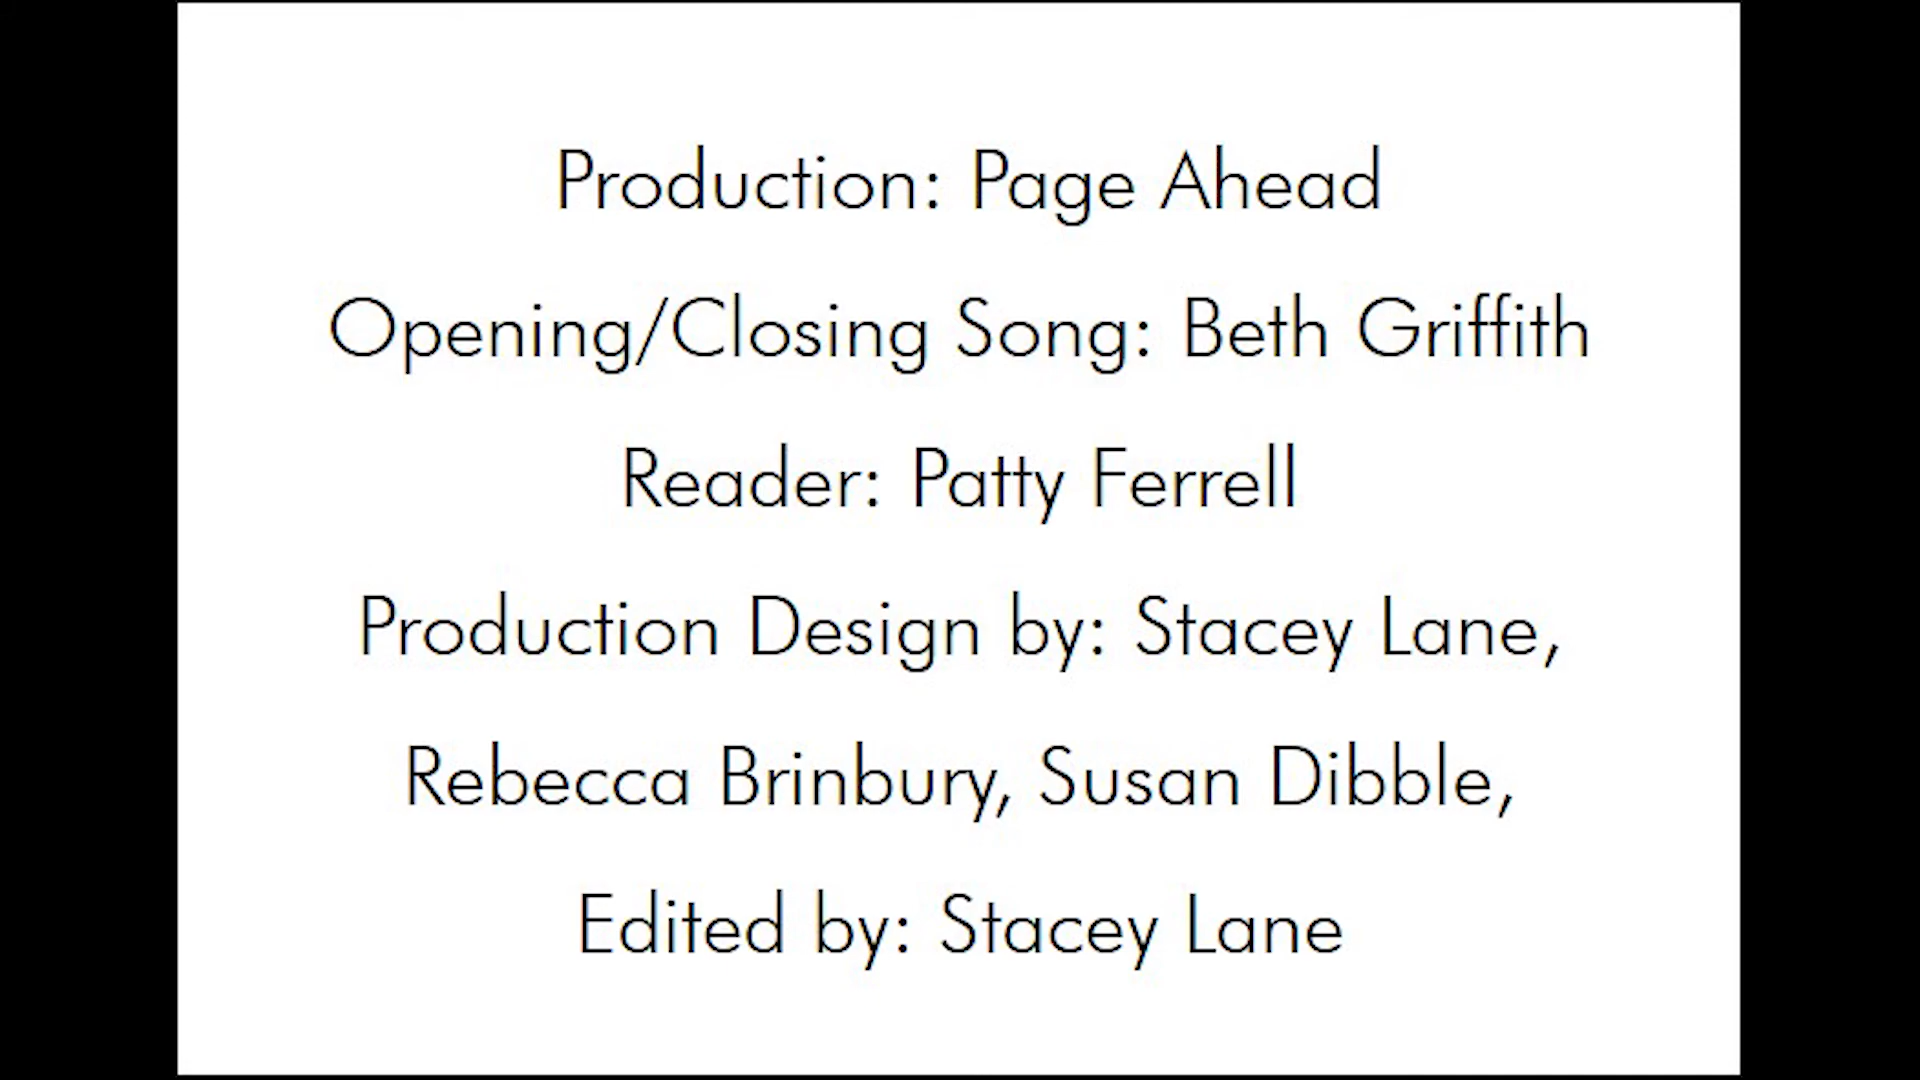 Production: Page Ahead
Opening/Closing Song: Beth Griffith
Reader: Patty Ferrell
Production Design by: Stacey Lane,
Rebecca Brinbury, Susan Dibble,
Edited by: Stacey Lane